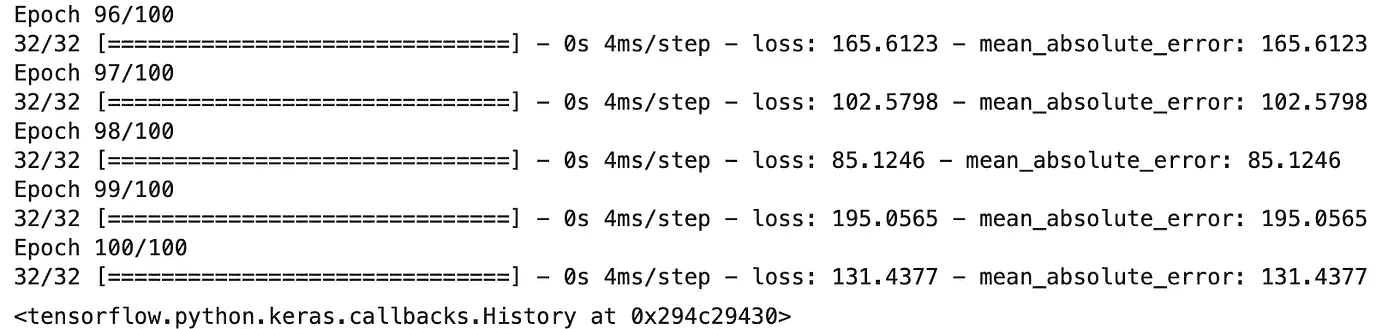 Epoch 96/100
32/32 [==============================] - 0s 4ms/step - loss: 165.6123 - mean_absolute_error: 165.6123
Epoch 97/100
32/32 [==============================] - 0s 4ms/step - loss: 102.5798 - mean_absolute_error: 102.5798
Epoch 98/100
32/32 [==============================] - 0s 4ms/step - loss: 85.1246 - mean_absolute_error: 85.1246
Epoch 99/100
32/32 [==============================] - 0s 4ms/step - loss: 195.0565 - mean_absolute_error: 195.0565
Epoch 100/100
32/32 [==============================] - 0s 4ms/step - loss: 131.4377 - mean_absolute_error: 131.4377
<tensorflow.python.keras.callbacks.History at 0x294c29430>